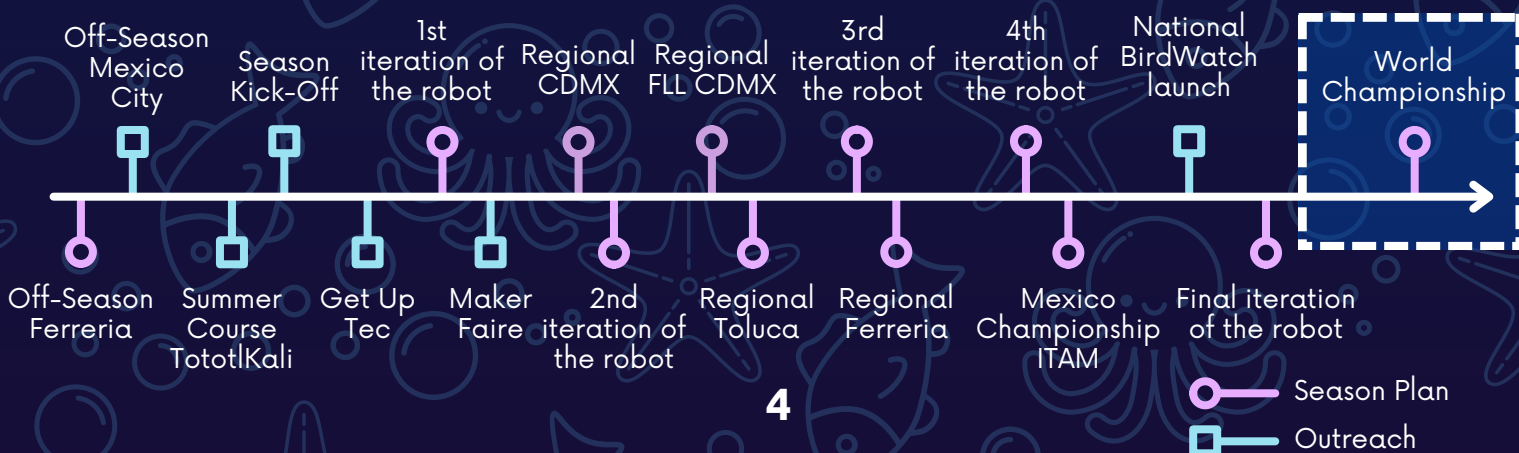 Off-Season
Mexico
City
Season
Kick-Off
1st
iteration of
the robot
Regional
CDMX
Regional
FLL CDMX
3rd
iteration of
the robot
4th
iteration of
the robot
National
BirdWatch
launch
World
Championship
Off-Season
Ferreria
Summer
Course
TototlKali
Get Up
Tec
Maker
Faire
2nd
iteration of
the robot
Regional
Toluca
Regional
Ferreria
Mexico
Championship
ITAM
Final iteration
of the robot
4
Season Plan
Outreach